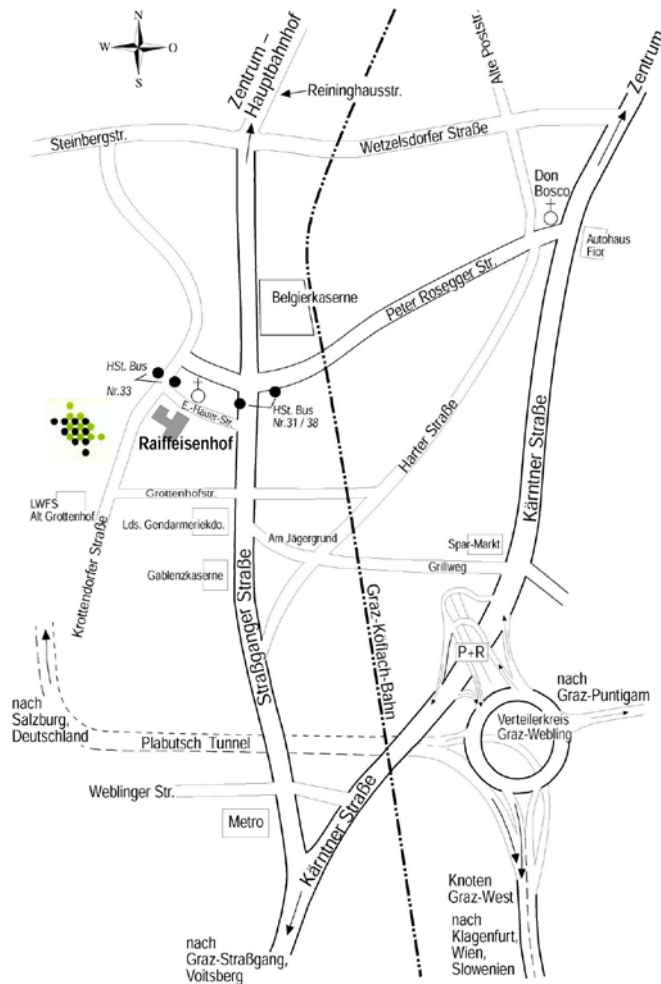 N
W
O
S
Zentrum –
Hauptbahnhof
Reininghausstr.
Alte Poststr.
Zentrum
Steinbergstr.
Wetzelsdorfer Straße
Don
Bosco
Autohaus
Fior
Peter Rosegger Str.
Belgierkaserne
HSt. Bus
Nr.33
E.-Hauer-Str.
HSt. Bus
Nr.31 / 38
Raiffeisenhof
Harter Straße
Kärntner Straße
Grottenhofstr.
LWFS
Alt Grottenhof
Lds. Gendarmeriekdo.
Am Jägergrund
Spar-Markt
Grillweg
Krottendorfer Straße
Gablenzkaserne
Straßganger Straße
Graz-Köflach-Bahn
P+R
nach
Graz-Puntigam
nach
Salzburg,
Deutschland
Verteilerkreis
Graz-Webling
Plabutsch Tunnel
Weblinger Str.
Metro
Kärntner Straße
Knoten
Graz-West
nach
Klagenfurt,
Wien,
Slowenien
nach
Graz-Straßgang,
Voitsberg